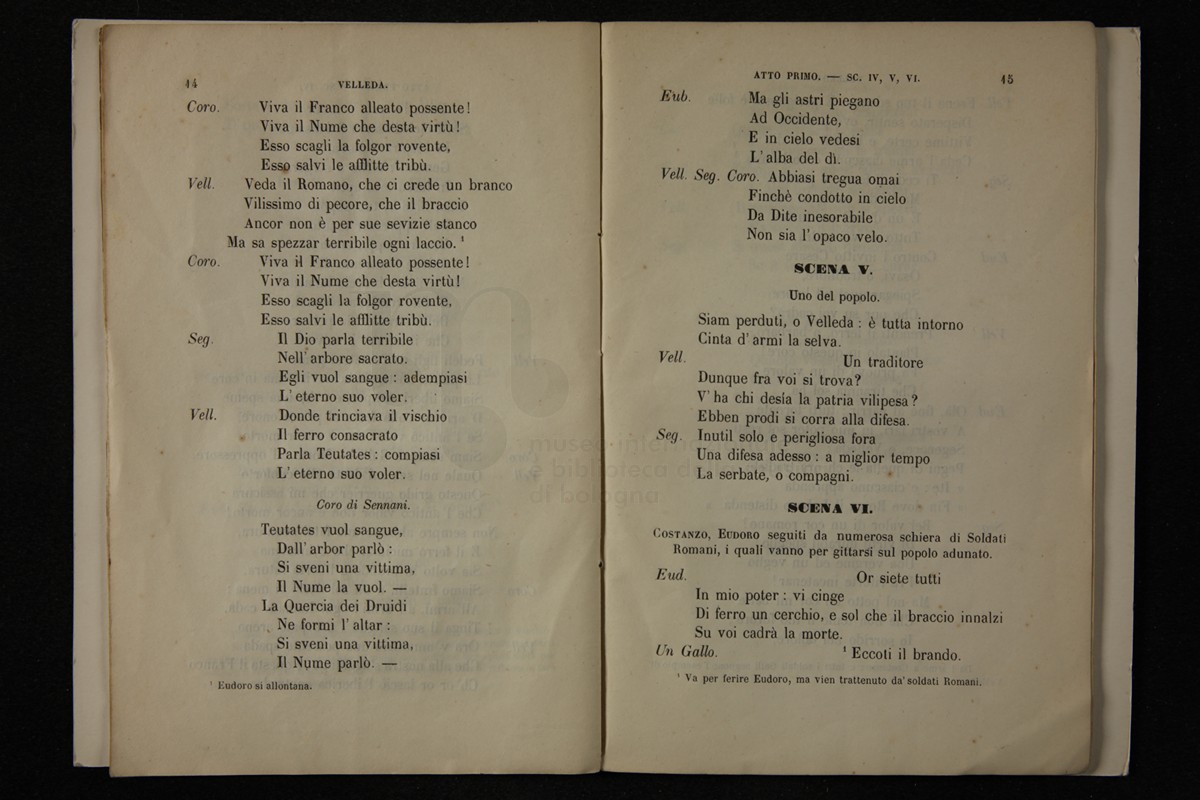 14
VELLEDA.
Coro. Viva il Franco alleato possente!
Viva il Nume che desta virtù!
Esso scagli la folgor rovente,
Esso salvi le afflitte tribù.
Vell. Veda il Romano, che ci crede un branco
Vilissimo di pecore, che il braccio
Ancor non è per sue sevizie stanco
Ma sa spezzar terribile ogni laccio. ¹
Coro. Viva il Franco alleato possente!
Viva il Nume che desta virtù!
Esso scagli la folgor rovente,
Esso salvi le afflitte tribù.
Seg. Il Dio parla terribile
Nell' arbore sacrato.
Egli vuol sangue: adempiasi
L' eterno suo voler.
Vell. Donde trinciava il vischio
Il ferro consacrato
Parla Teutates: compiasi
L' eterno suo voler.
Coro di Sennani.
Teutates vuol sangue,
Dall' arbor parlò:
Si sveni una vittima,
Il Nume la vuol. —
La Quercia dei Druidi
Ne formi l' altar:
Si sveni una vittima,
Il Nume parlò. —
¹ Eudoro si allontana.
ATTO PRIMO. — SC. IV, V, VI.
15
Eub. Ma gli astri piegano
Ad Occidente,
E in cielo vedesi
L' alba del dì.
Vell. Seg. Coro. Abbiasi tregua omai
Finchè condotto in cielo
Da Dite inesorabile
Non sia l' opaco velo.
SCENA V.
Uno del popolo.
Siam perduti, o Velleda: è tutta intorno
Cinta d' armi la selva.
Vell. Un traditore
Dunque fra voi si trova?
V' ha chi desía la patria vilipesa?
Ebben prodi si corra alla difesa.
Seg. Inutil solo e perigliosa fora
Una difesa adesso: a miglior tempo
La serbate, o compagni.
SCENA VI.
COSTANZO, EUDORO seguiti da numerosa schiera di Soldati
Romani, i quali vanno per gittarsi sul popolo adunato.
Eud. Or siete tutti
In mio poter: vi cinge
Di ferro un cerchio, e sol che il braccio innalzi
Su voi cadrà la morte.
Un Gallo. ¹ Eccoti il brando.
¹ Va per ferire Eudoro, ma vien trattenuto da' soldati Romani.
museo
e biblioteca
di bologna